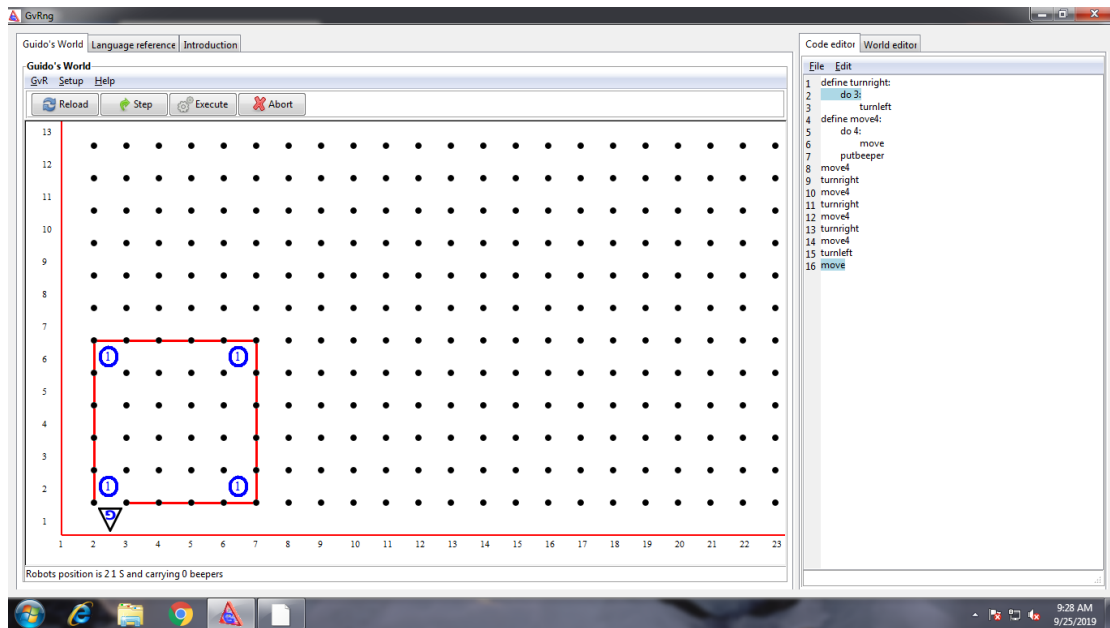 GvRng
Guido's World Language reference Introduction
Guido's World
GvR Setup Help
Reload Step Execute Abort
13
12
11
10
9
8
7
6
5
4
3
2
1
1 1
1 1
G
1 2 3 4 5 6 7 8 9 10 11 12 13 14 15 16 17 18 19 20 21 22 23
Robots position is 2 1 S and carrying 0 beepers
Code editor World editor
File Edit
1 define turnright:
2 do 3:
3 turnleft
4 define move4:
5 do 4:
6 move
7 putbeeper
8 move4
9 turnright
10 move4
11 turnright
12 move4
13 turnright
14 move4
15 turnleft
16 move
9:28 AM
9/25/2019